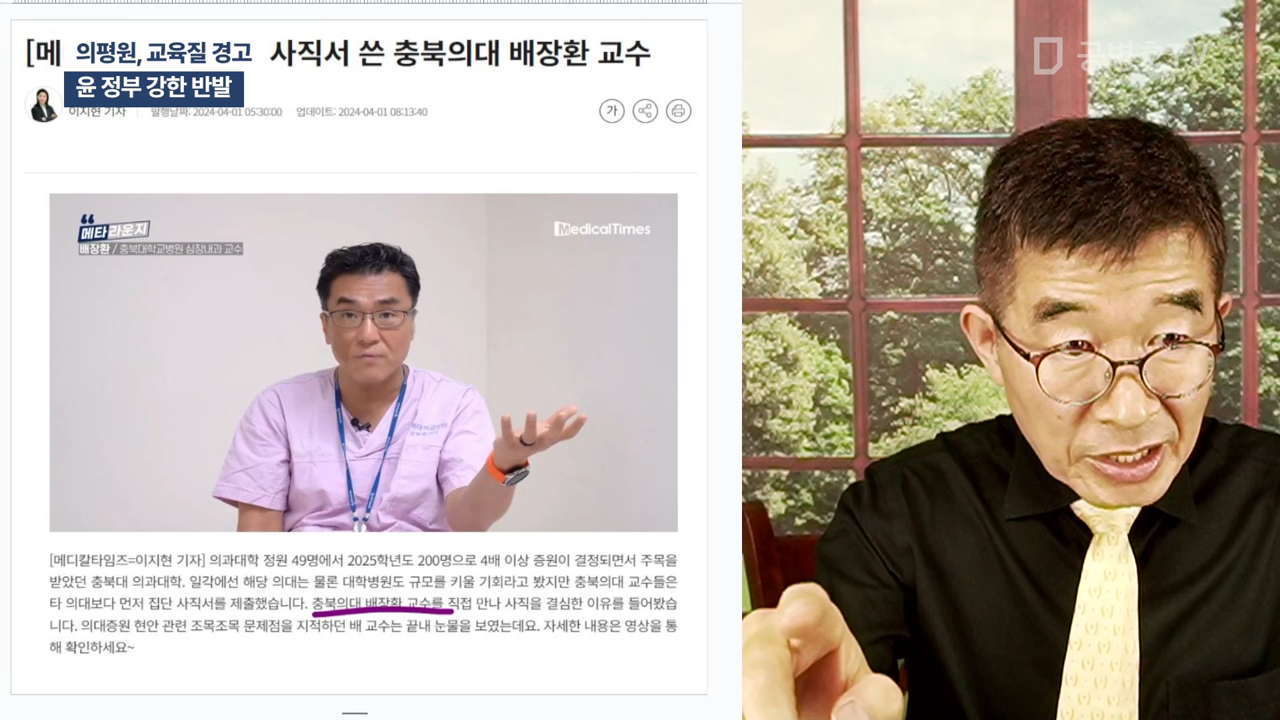 [메
의평원, 교육질 경고
사직서 쓴 충북의대 배장환 교수
윤 정부 강한 반발
이지현 기자
발행날짜: 2024-04-01 05:30:00
업데이트: 2024-04-01 08:13:40
가
메타라운지
배장환 / 충북대학교병원 심장내과 교수
MedicalTimes
[메디칼타임즈=이지현 기자] 의과대학 정원 49명에서 2025학년도 200명으로 4배 이상 증원이 결정되면서 주목을
받았던 충북대 의과대학. 일각에선 해당 의대는 물론 대학병원도 규모를 키울 기회라고 봤지만 충북의대 교수들은
타 의대보다 먼저 집단 사직서를 제출했습니다. 충북의대 배장환 교수를 직접 만나 사직을 결심한 이유를 들어봤습
니다. 의대증원 현안 관련 조목조목 문제점을 지적하던 배 교수는 끝내 눈물을 보였는데요. 자세한 내용은 영상을 통
해 확인하세요~
공병호TV